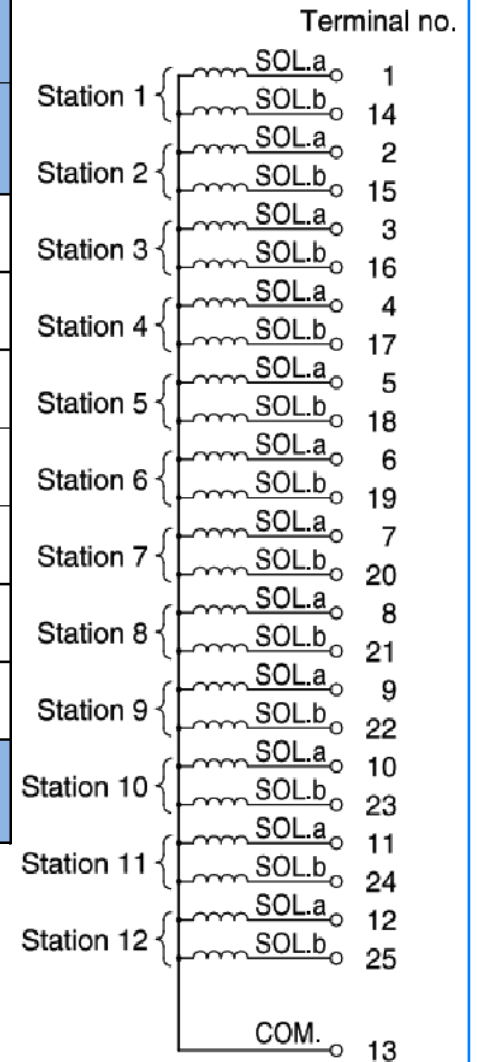 Terminal no.
Station 1 SOL.a 1
SOL.b 14
Station 2 SOL.a 2
SOL.b 15
Station 3 SOL.a 3
SOL.b 16
Station 4 SOL.a 4
SOL.b 17
Station 5 SOL.a 5
SOL.b 18
Station 6 SOL.a 6
SOL.b 19
Station 7 SOL.a 7
SOL.b 20
Station 8 SOL.a 8
SOL.b 21
Station 9 SOL.a 9
SOL.b 22
Station 10 SOL.a 10
SOL.b 23
Station 11 SOL.a 11
SOL.b 24
Station 12 SOL.a 12
SOL.b 25
COM. 13